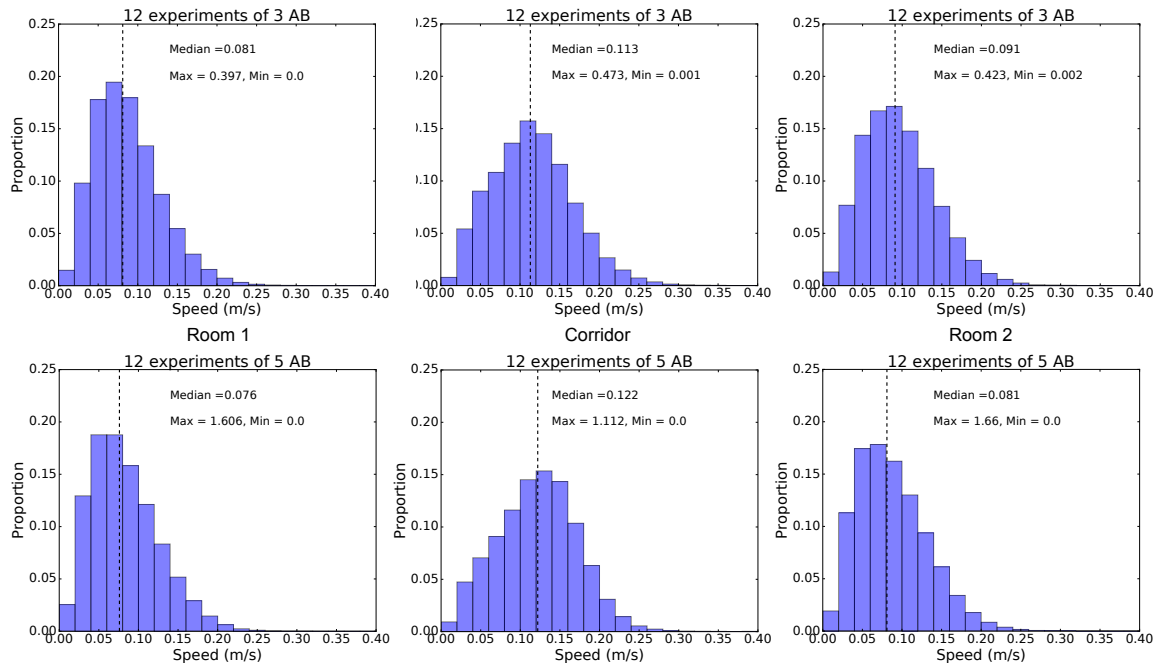 12 experiments of 3 AB
Median =0.081
Max = 0.397, Min = 0.0
Proportion
0.25
0.20
0.15
0.10
0.05
0.00
0.00 0.05 0.10 0.15 0.20 0.25 0.30 0.35 0.40
Speed (m/s)
Room 1
12 experiments of 3 AB
Median =0.113
Max = 0.473, Min = 0.001
Proportion
0.25
0.20
0.15
0.10
0.05
0.00
0.00 0.05 0.10 0.15 0.20 0.25 0.30 0.35 0.40
Speed (m/s)
Corridor
12 experiments of 3 AB
Median =0.091
Max = 0.423, Min = 0.002
Proportion
0.25
0.20
0.15
0.10
0.05
0.00
0.00 0.05 0.10 0.15 0.20 0.25 0.30 0.35 0.40
Speed (m/s)
Room 2
12 experiments of 5 AB
Median =0.076
Max = 1.606, Min = 0.0
Proportion
0.25
0.20
0.15
0.10
0.05
0.00
0.00 0.05 0.10 0.15 0.20 0.25 0.30 0.35 0.40
Speed (m/s)
12 experiments of 5 AB
Median =0.122
Max = 1.112, Min = 0.0
Proportion
0.25
0.20
0.15
0.10
0.05
0.00
0.00 0.05 0.10 0.15 0.20 0.25 0.30 0.35 0.40
Speed (m/s)
12 experiments of 5 AB
Median =0.081
Max = 1.66, Min = 0.0
Proportion
0.25
0.20
0.15
0.10
0.05
0.00
0.00 0.05 0.10 0.15 0.20 0.25 0.30 0.35 0.40
Speed (m/s)